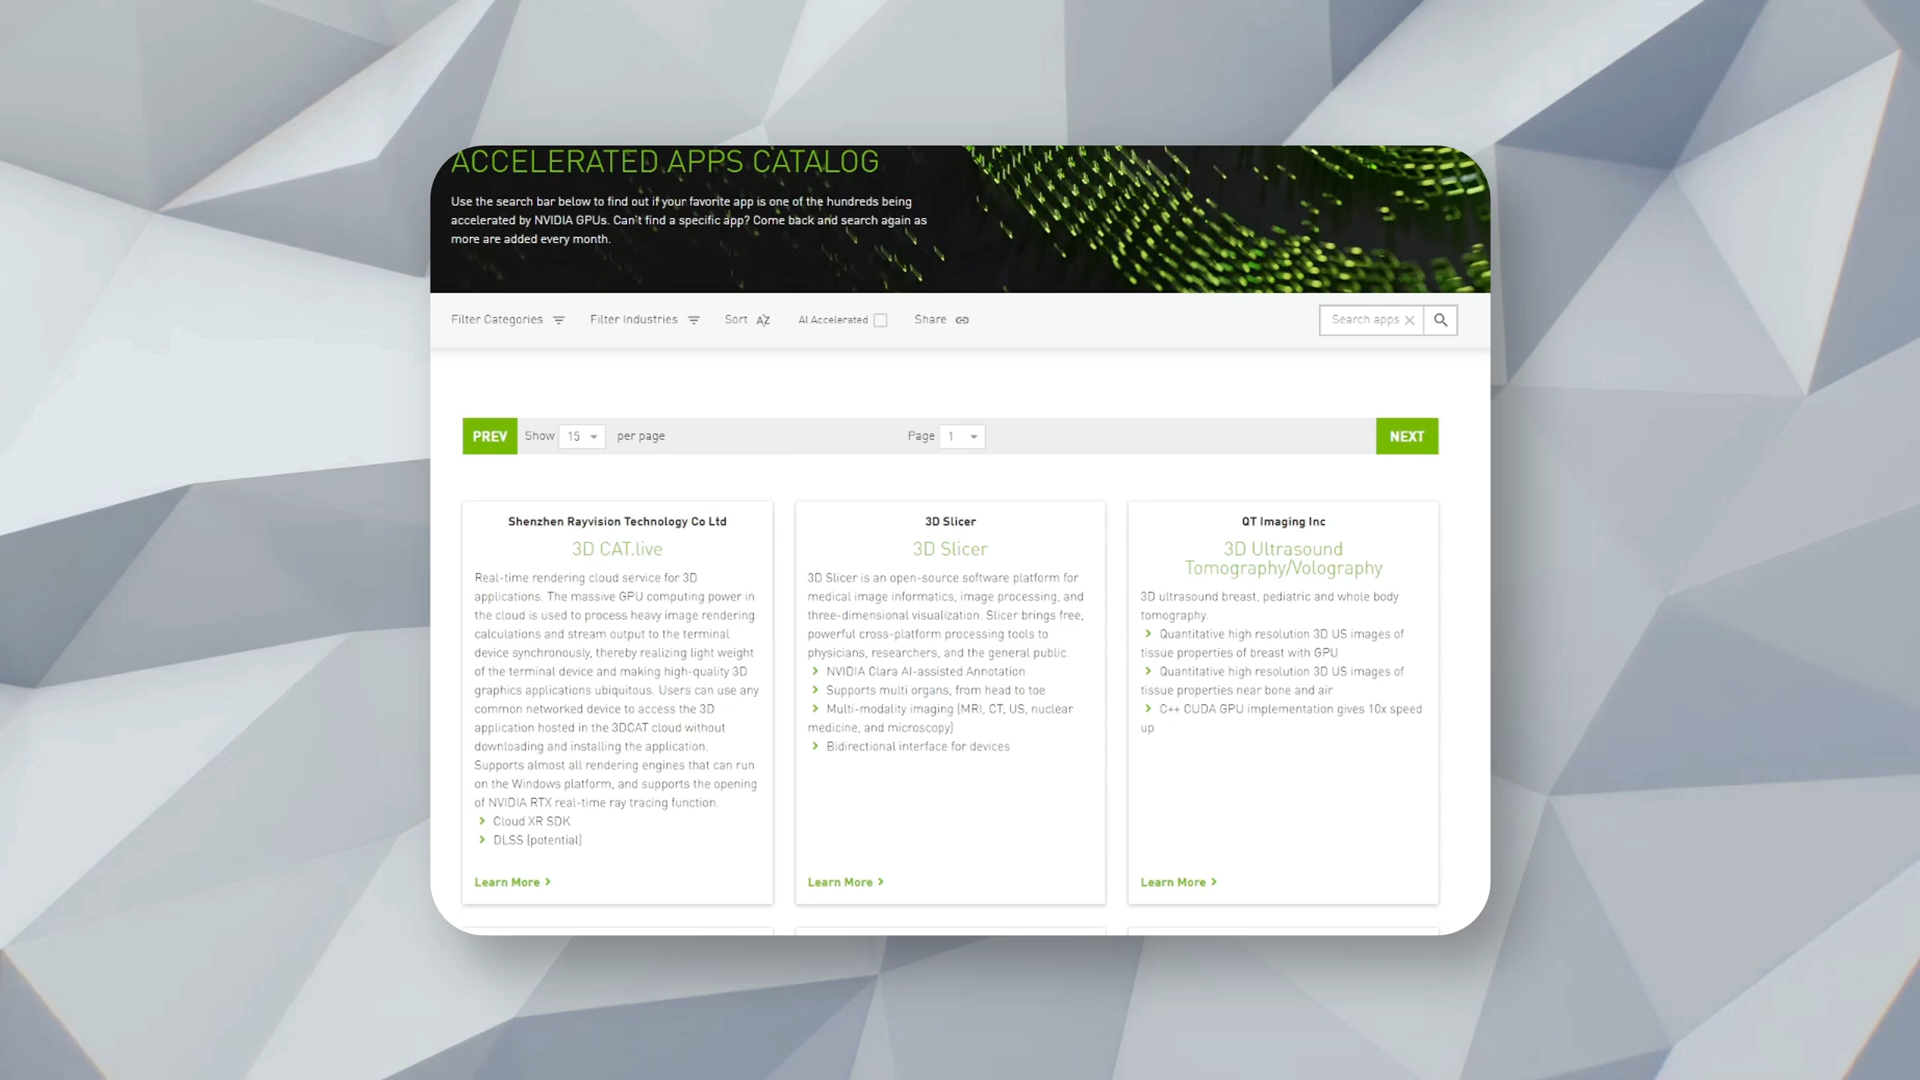 ACCELERATED APPS CATALOG
Use the search bar below to find out if your favorite app is one of the hundreds being
accelerated by NVIDIA GPUs. Can't find a specific app? Come back and search again as
more are added every month.
Filter Categories Filter Industries Sort AZ AI Accelerated Share Search apps
PREV Show 15 per page Page 1 NEXT
Shenzhen Rayvision Technology Co Ltd
3D CAT.live
Real-time rendering cloud service for 3D
applications. The massive GPU computing power in
the cloud is used to process heavy image rendering
calculations and stream output to the terminal
device synchronously, thereby realizing light weight
of the terminal device and making high-quality 3D
graphics applications ubiquitous. Users can use any
common networked device to access the 3D
application hosted in the 3DCAT cloud without
downloading and installing the application.
Supports almost all rendering engines that can run
on the Windows platform, and supports the opening
of NVIDIA RTX real-time ray tracing function.
Cloud XR SDK
DLSS [potential]
Learn More
3D Slicer
3D Slicer
3D Slicer is an open-source software platform for
medical image informatics, image processing, and
three-dimensional visualization. Slicer brings free,
powerful cross-platform processing tools to
physicians, researchers, and the general public.
NVIDIA Clara AI-assisted Annotation
Supports multi organs, from head to toe
Multi-modality imaging [MRI, CT, US, nuclear
medicine, and microscopy]
Bidirectional interface for devices
Learn More
QT Imaging Inc
3D Ultrasound
Tomography/Volography
3D ultrasound breast, pediatric and whole body
tomography.
Quantitative high resolution 3D US images of
tissue properties of breast with GPU
Quantitative high resolution 3D US images of
tissue properties near bone and air
C++ CUDA GPU implementation gives 10x speed
up
Learn More